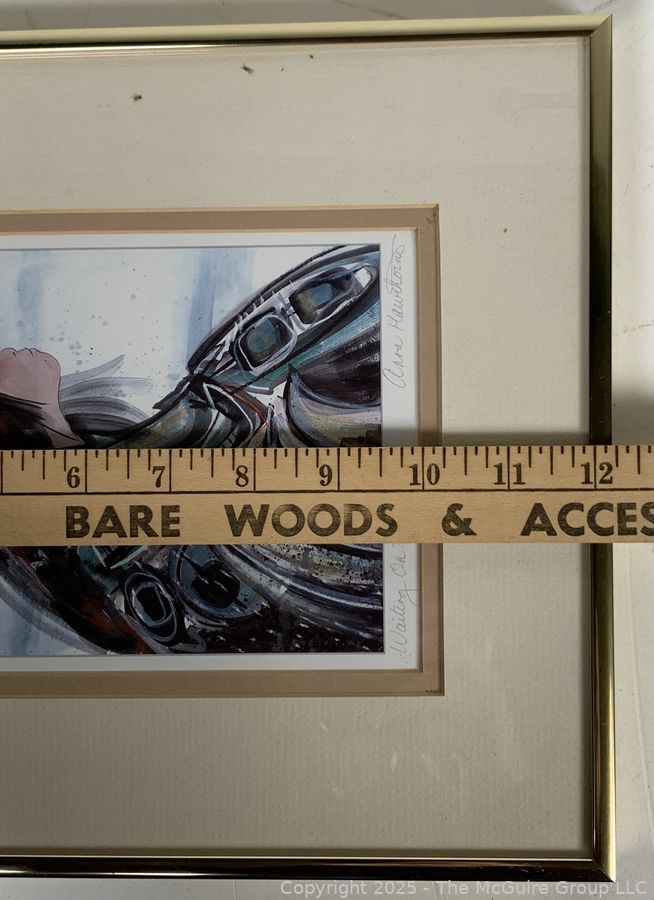 Anna Hawthorne
6 7 8 9 10 11 12
BARE WOODS & ACCES
Waiting On
Copyright 2025 - The McGuire Group LLC